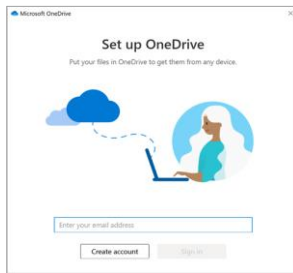 Microsoft OneDrive
Set up OneDrive
Put your files in OneDrive to get them from any device.
Enter your email address
Create account
Sign in